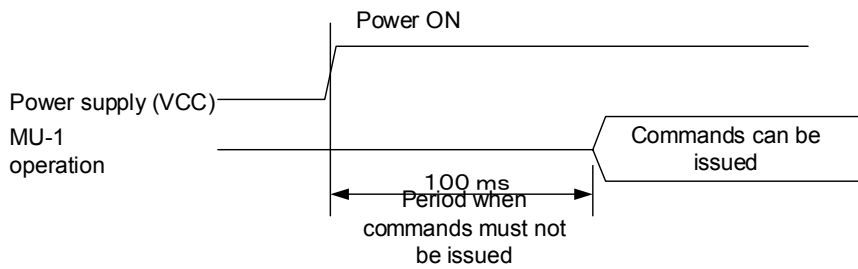 Power ON
Power supply (VCC)
MU-1
operation
Commands can be
issued
100 ms
Period when
commands must not
be issued